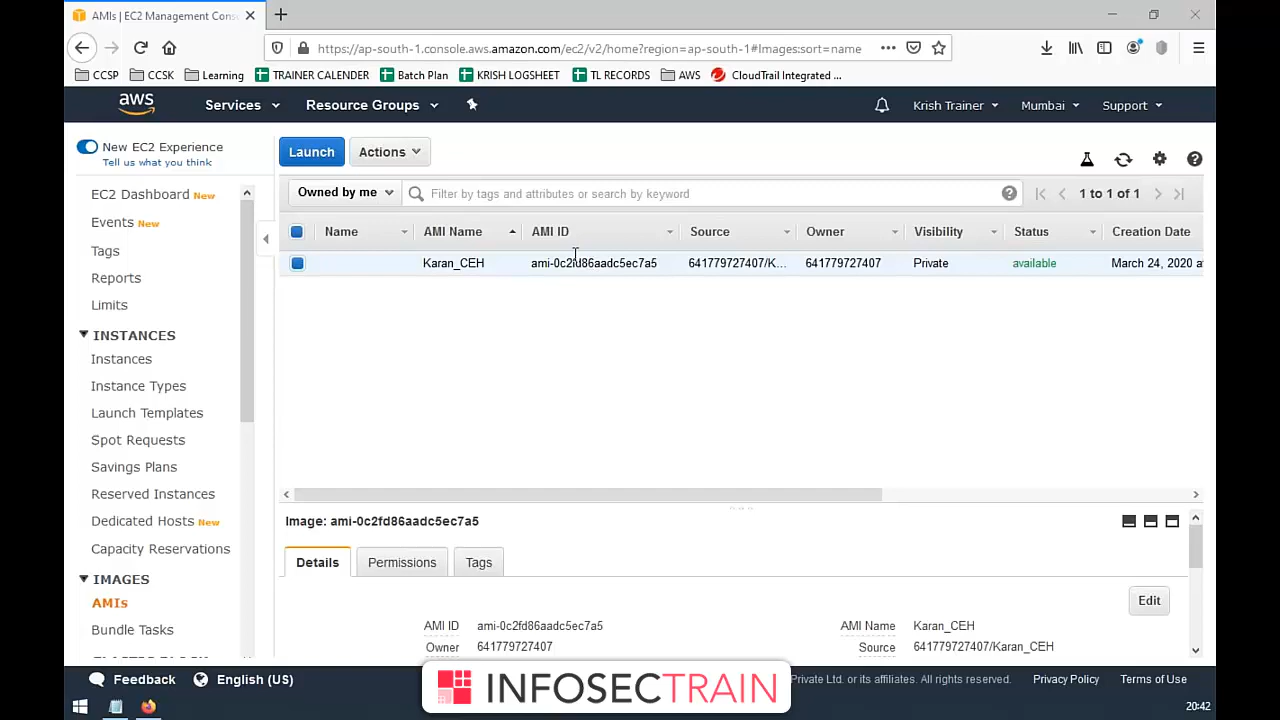 AMIs | EC2 Management Cons
https://ap-south-1.console.aws.amazon.com/ec2/v2/home?region=ap-south-1#Images:sort=name
CCSP CCSK Learning TRAINER CALENDER Batch Plan KRISH LOGSHEET TL RECORDS AWS CloudTrail Integrated ...
aws Services Resource Groups Krish Trainer Mumbai Support
New EC2 Experience
Tell us what you think
EC2 Dashboard New
Events New
Tags
Reports
Limits
INSTANCES
Instances
Instance Types
Launch Templates
Spot Requests
Savings Plans
Reserved Instances
Dedicated Hosts New
Capacity Reservations
IMAGES
AMIs
Bundle Tasks
Launch Actions
Owned by me Filter by tags and attributes or search by keyword 1 to 1 of 1
Name AMI Name AMI ID Source Owner Visibility Status Creation Date
Karan_CEH ami-0c2fd86aadc5ec7a5 641779727407/K... 641779727407 Private available March 24, 2020 a
Image: ami-0c2fd86aadc5ec7a5
Details Permissions Tags
Edit
AMI ID ami-0c2fd86aadc5ec7a5 AMI Name Karan_CEH
Owner 641779727407 Source 641779727407/Karan_CEH
Feedback English (US) Private Ltd. or its affiliates. All rights reserved. Privacy Policy Terms of Use
INFOSECTRAIN
20:42